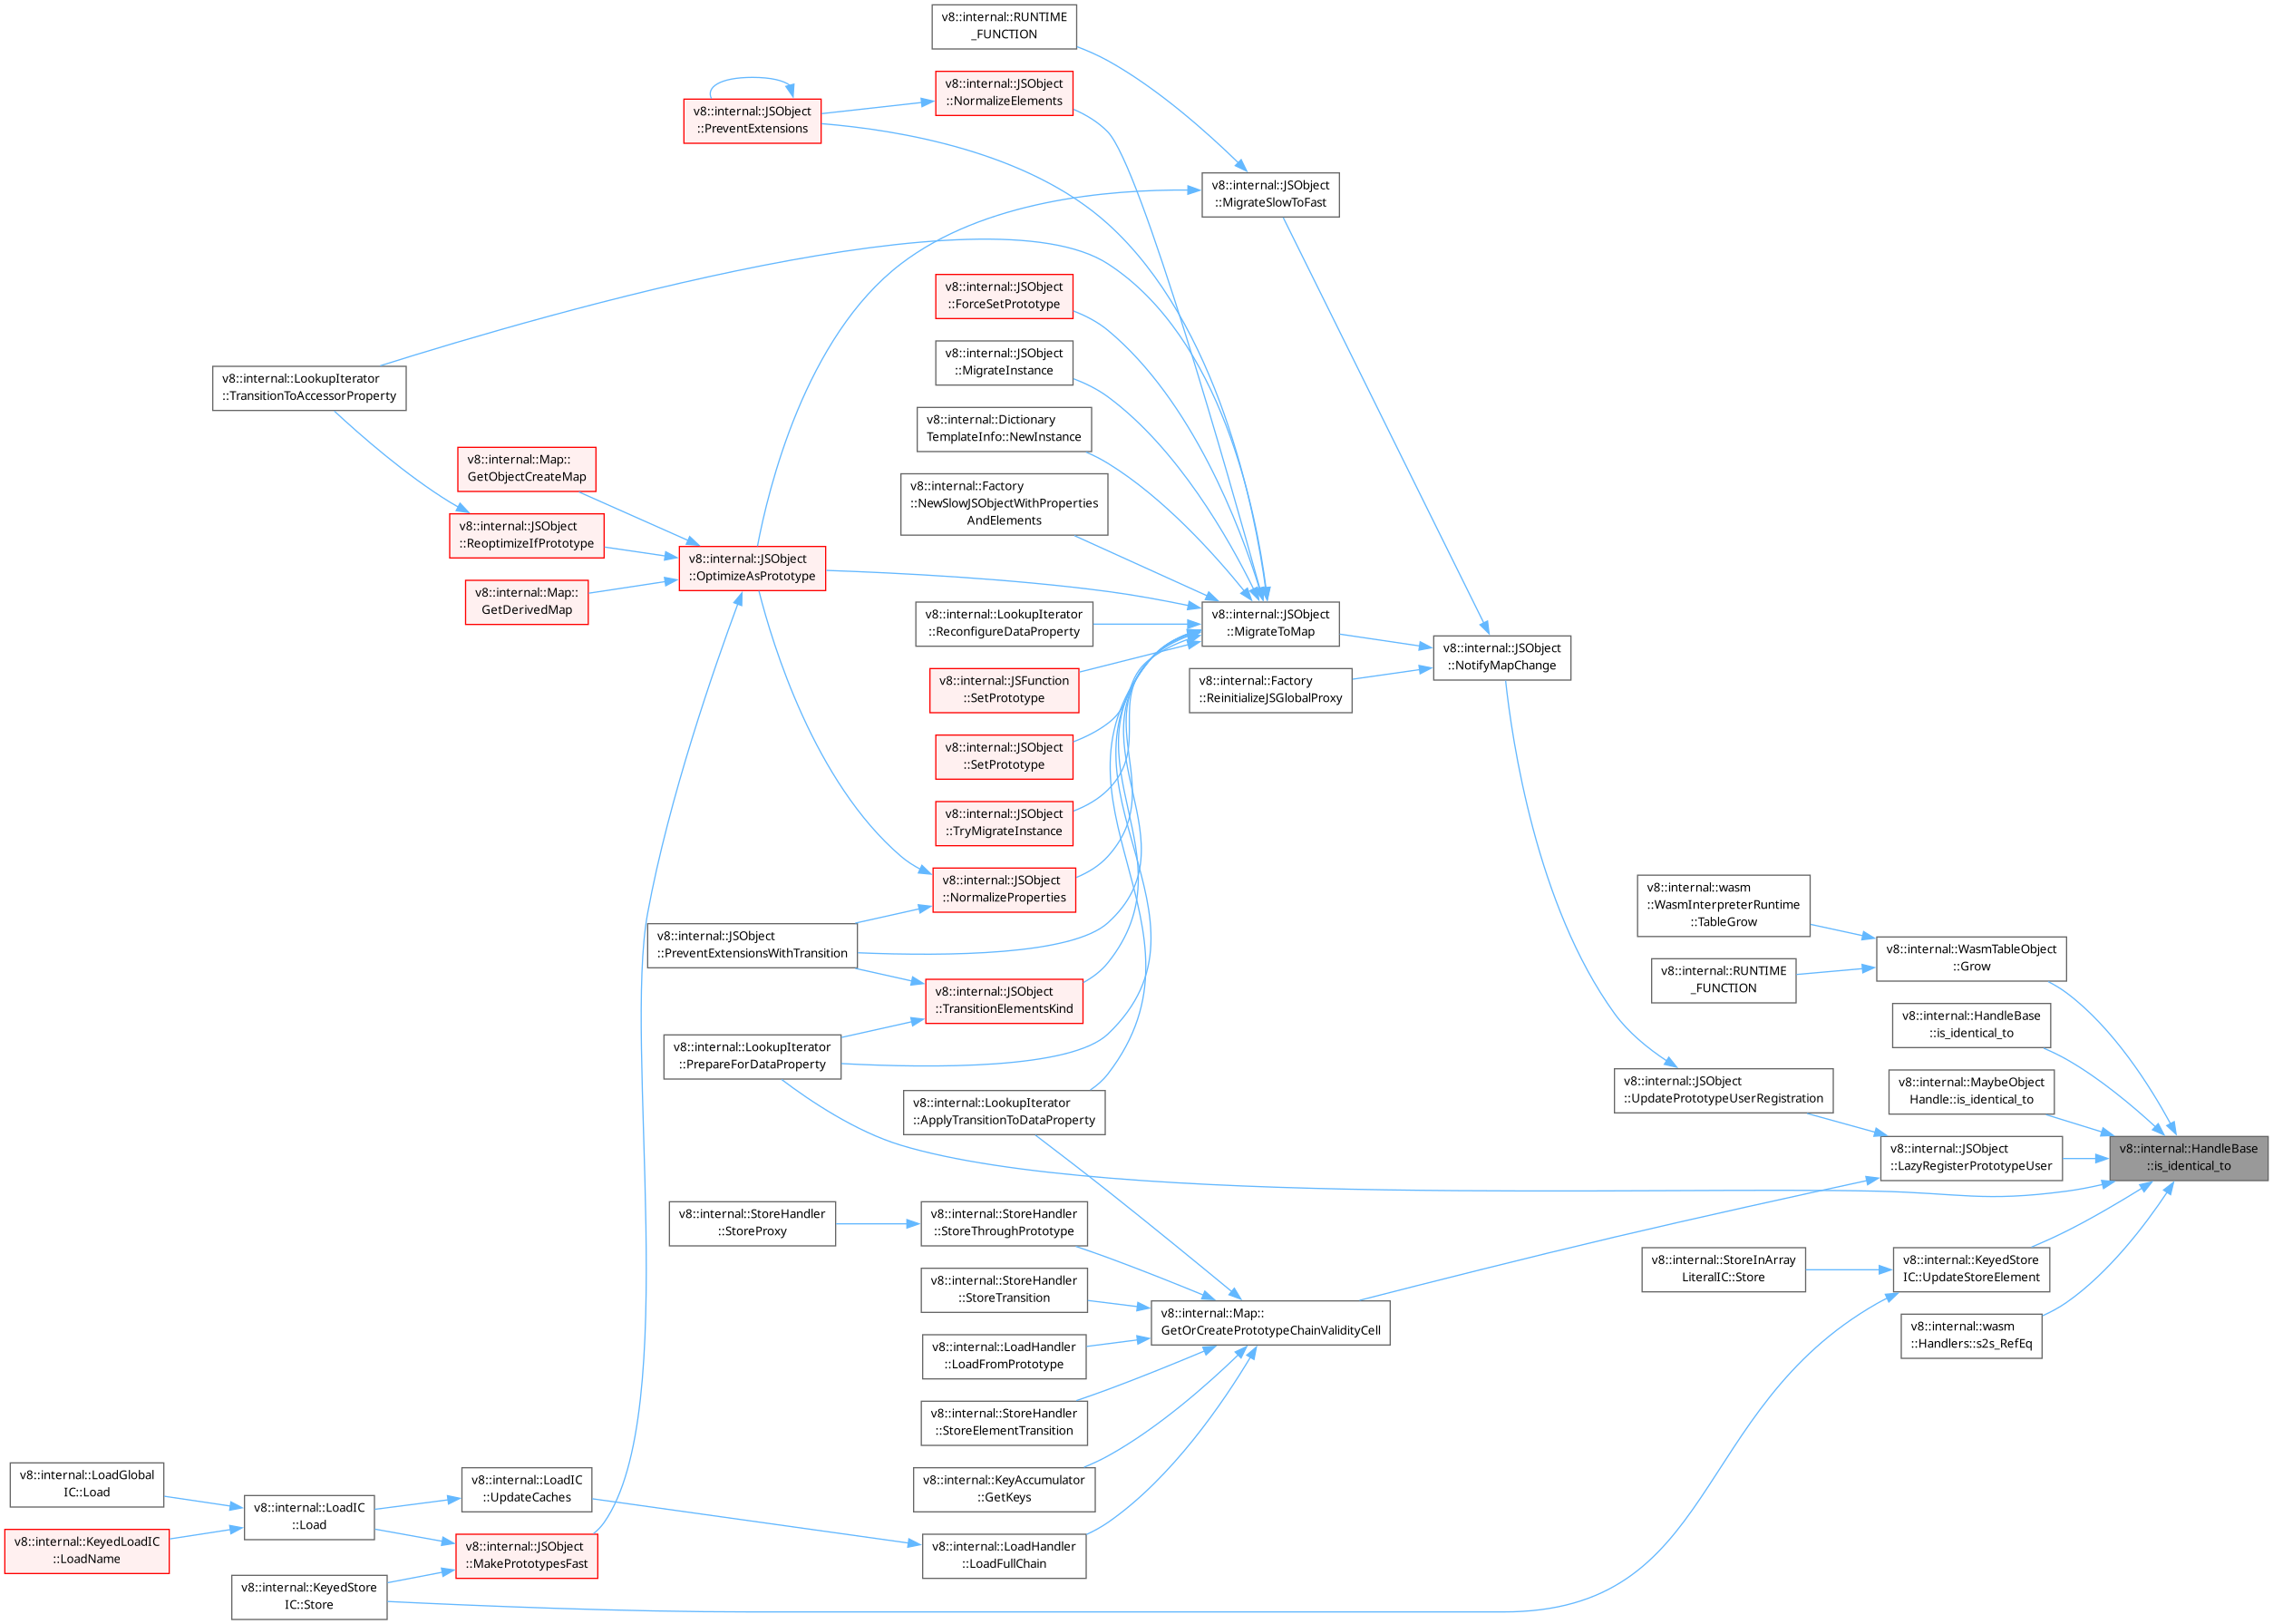 v8::internal::RUNTIME
_FUNCTION
v8::internal::JSObject
::NormalizeElements
v8::internal::JSObject
::PreventExtensions
v8::internal::JSObject
::MigrateSlowToFast
v8::internal::JSObject
::ForceSetPrototype
v8::internal::JSObject
::MigrateInstance
v8::internal::LookupIterator
::TransitionToAccessorProperty
v8::internal::Dictionary
TemplateInfo::NewInstance
v8::internal::Map::
GetObjectCreateMap
v8::internal::Factory
::NewSlowJSObjectWithProperties
AndElements
v8::internal::JSObject
::ReoptimizeIfPrototype
v8::internal::JSObject
::OptimizeAsPrototype
v8::internal::Map::
GetDerivedMap
v8::internal::LookupIterator
::ReconfigureDataProperty
v8::internal::JSObject
::MigrateToMap
v8::internal::JSObject
::NotifyMapChange
v8::internal::JSFunction
::SetPrototype
v8::internal::Factory
::ReinitializeJSGlobalProxy
v8::internal::JSObject
::SetPrototype
v8::internal::JSObject
::TryMigrateInstance
v8::internal::JSObject
::NormalizeProperties
v8::internal::wasm
::WasmInterpreterRuntime
::TableGrow
v8::internal::JSObject
::PreventExtensionsWithTransition
v8::internal::WasmTableObject
::Grow
v8::internal::RUNTIME
_FUNCTION
v8::internal::JSObject
::TransitionElementsKind
v8::internal::HandleBase
::is_identical_to
v8::internal::LookupIterator
::PrepareForDataProperty
v8::internal::JSObject
::UpdatePrototypeUserRegistration
v8::internal::MaybeObject
Handle::is_identical_to
v8::internal::LookupIterator
::ApplyTransitionToDataProperty
v8::internal::JSObject
::LazyRegisterPrototypeUser
v8::internal::HandleBase
::is_identical_to
v8::internal::StoreHandler
::StoreProxy
v8::internal::StoreHandler
::StoreThroughPrototype
v8::internal::StoreInArray
LiteralIC::Store
v8::internal::KeyedStore
IC::UpdateStoreElement
v8::internal::StoreHandler
::StoreTransition
v8::internal::Map::
GetOrCreatePrototypeChainValidityCell
v8::internal::wasm
::Handlers::s2s_RefEq
v8::internal::LoadHandler
::LoadFromPrototype
v8::internal::StoreHandler
::StoreElementTransition
v8::internal::KeyAccumulator
::GetKeys
v8::internal::LoadGlobal
IC::Load
v8::internal::LoadIC
::UpdateCaches
v8::internal::LoadIC
::Load
v8::internal::KeyedLoadIC
::LoadName
v8::internal::JSObject
::MakePrototypesFast
v8::internal::LoadHandler
::LoadFullChain
v8::internal::KeyedStore
IC::Store